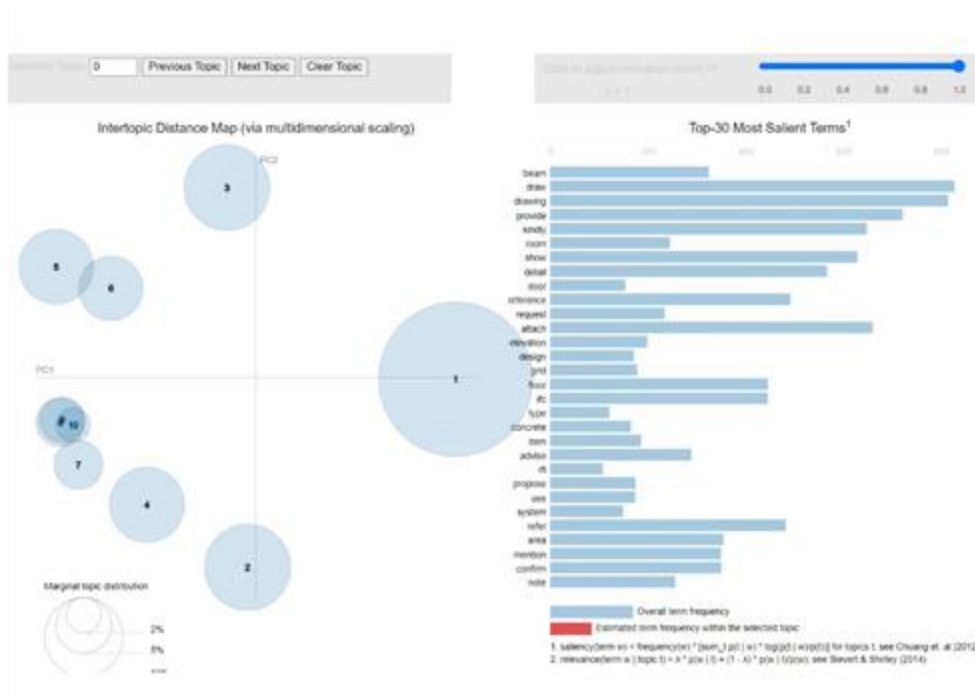 0 Previous Topic Next Topic Clear Topic
0.0 0.2 0.4 0.6 0.8 1.0
Intertopic Distance Map (via multidimensional scaling)
PC2
3
5
6
PC1
1
10
7
4
2
Marginal topic distribution
2%
5%
Top-30 Most Salient Terms1
0 200 400 600 800
beam
draw
drawing
provide
kindly
room
show
detail
door
reference
request
attach
elevation
design
grid
floor
ifc
type
concrete
item
advise
propose
use
system
refer
area
mention
confirm
note
Overall term frequency
Estimated term frequency within the selected topic
1. saliency(term w) = frequency(w) * [sum_t p(t | w) * log(p(t | w)/p(t))] for topics t; see Chuang et. al (2012
2. relevance(term w | topic t) = λ * p(w | t) + (1 - λ) * p(w | t)/p(w); see Sievert & Shirley (2014)